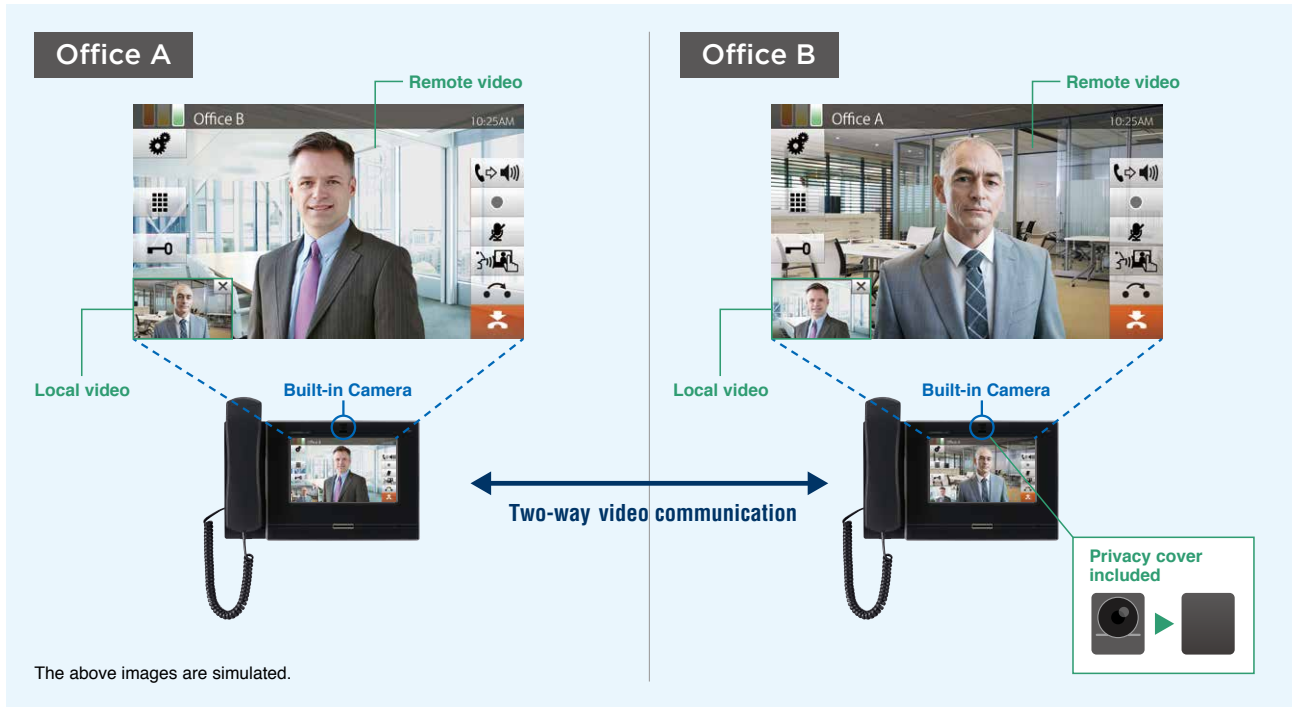 Office A
Remote video
Office B
10:25AM
Local video
Built-in Camera
Office B
Remote video
Office A
10:25AM
Local video
Built-in Camera
Two-way video communication
Privacy cover
included
The above images are simulated.